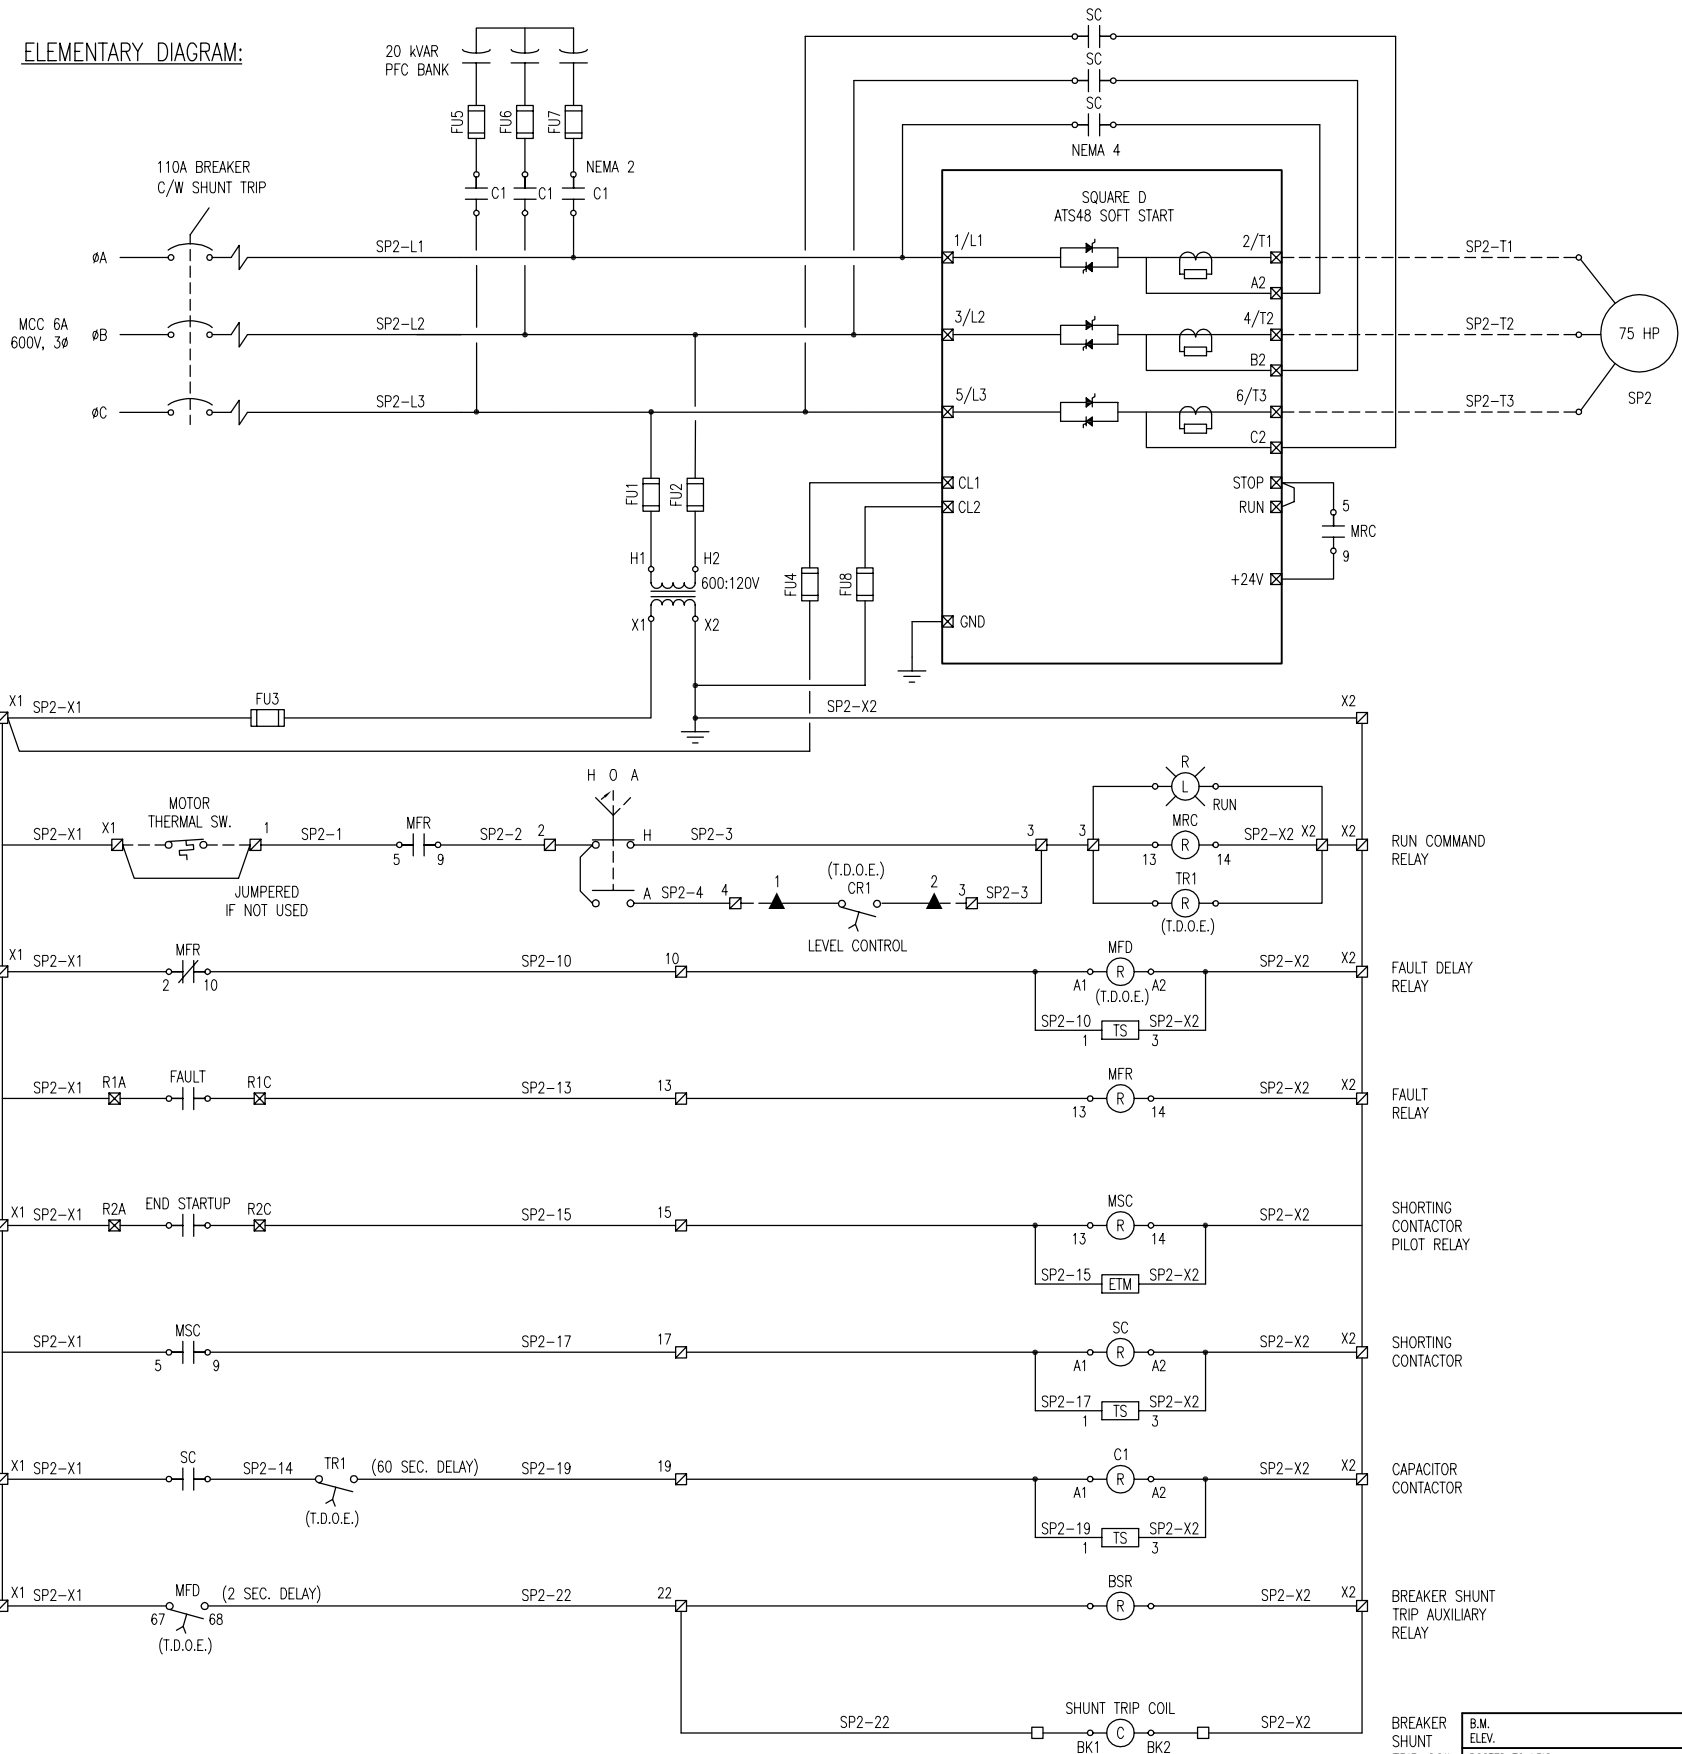 ELEMENTARY DIAGRAM:
20 kVAR
PFC BANK
FU5
FU6
FU7
NEMA 2
C1
C1
C1
SC
SC
SC
NEMA 4
110A BREAKER
C/W SHUNT TRIP
MCC 6A
600V, 3ø
øA
øB
øC
SP2-L1
SP2-L2
SP2-L3
SQUARE D
ATS48 SOFT START
1/L1
2/T1
A2
3/L2
4/T2
B2
5/L3
6/T3
C2
CL1
CL2
STOP
RUN
+24V
GND
SP2-T1
SP2-T2
SP2-T3
75 HP
SP2
5
MRC
9
FU1
FU2
H1
H2
600:120V
X1
X2
FU4
FU8
X1
SP2-X1
FU3
SP2-X2
X2
H O A
MOTOR
THERMAL SW.
SP2-X1
X1
1
SP2-1
MFR
5
9
SP2-2
2
H
SP2-3
3
3
R
L
RUN
MRC
R
13
14
SP2-X2
X2
X2
RUN COMMAND
RELAY
JUMPERED
IF NOT USED
A
SP2-4
4
1
(T.D.O.E.)
CR1
LEVEL CONTROL
2
3
SP2-3
TR1
R
(T.D.O.E.)
X1
SP2-X1
MFR
2
10
SP2-10
10
MFD
A1
R
A2
(T.D.O.E.)
SP2-X2
X2
FAULT DELAY
RELAY
SP2-10
1
TS
SP2-X2
3
SP2-X1
R1A
FAULT
R1C
SP2-13
13
MFR
13
R
14
SP2-X2
X2
FAULT
RELAY
X1
SP2-X1
R2A
END STARTUP
R2C
SP2-15
15
MSC
13
R
14
SP2-X2
SHORTING
CONTACTOR
PILOT RELAY
SP2-15
ETM
SP2-X2
SP2-X1
MSC
5
9
SP2-17
17
SC
A1
R
A2
SP2-X2
X2
SHORTING
CONTACTOR
SP2-17
1
TS
SP2-X2
3
X1
SP2-X1
SC
SP2-14
TR1
(60 SEC. DELAY)
(T.D.O.E.)
SP2-19
19
C1
A1
R
A2
SP2-X2
X2
CAPACITOR
CONTACTOR
SP2-19
1
TS
SP2-X2
3
X1
SP2-X1
MFD
(2 SEC. DELAY)
67
68
(T.D.O.E.)
SP2-22
22
BSR
R
SP2-X2
X2
BREAKER SHUNT
TRIP AUXILIARY
RELAY
SP2-22
SHUNT TRIP COIL
BK1
C
BK2
SP2-X2
BREAKER
SHUNT
B.M.
ELEV.